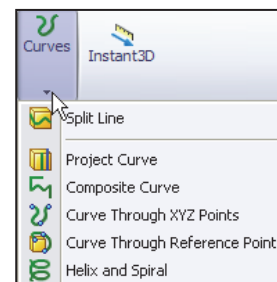 Curves
Instant3D
Split Line
Project Curve
Composite Curve
Curve Through XYZ Points
Curve Through Reference Point
Helix and Spiral